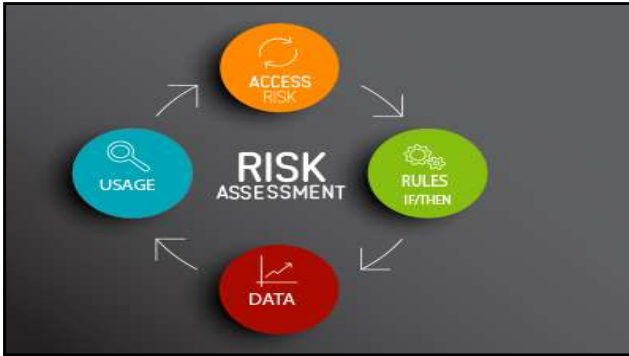 ACCESS
RISK
RISK
ASSESSMENT
USAGE
RULES
IF/THEN
DATA